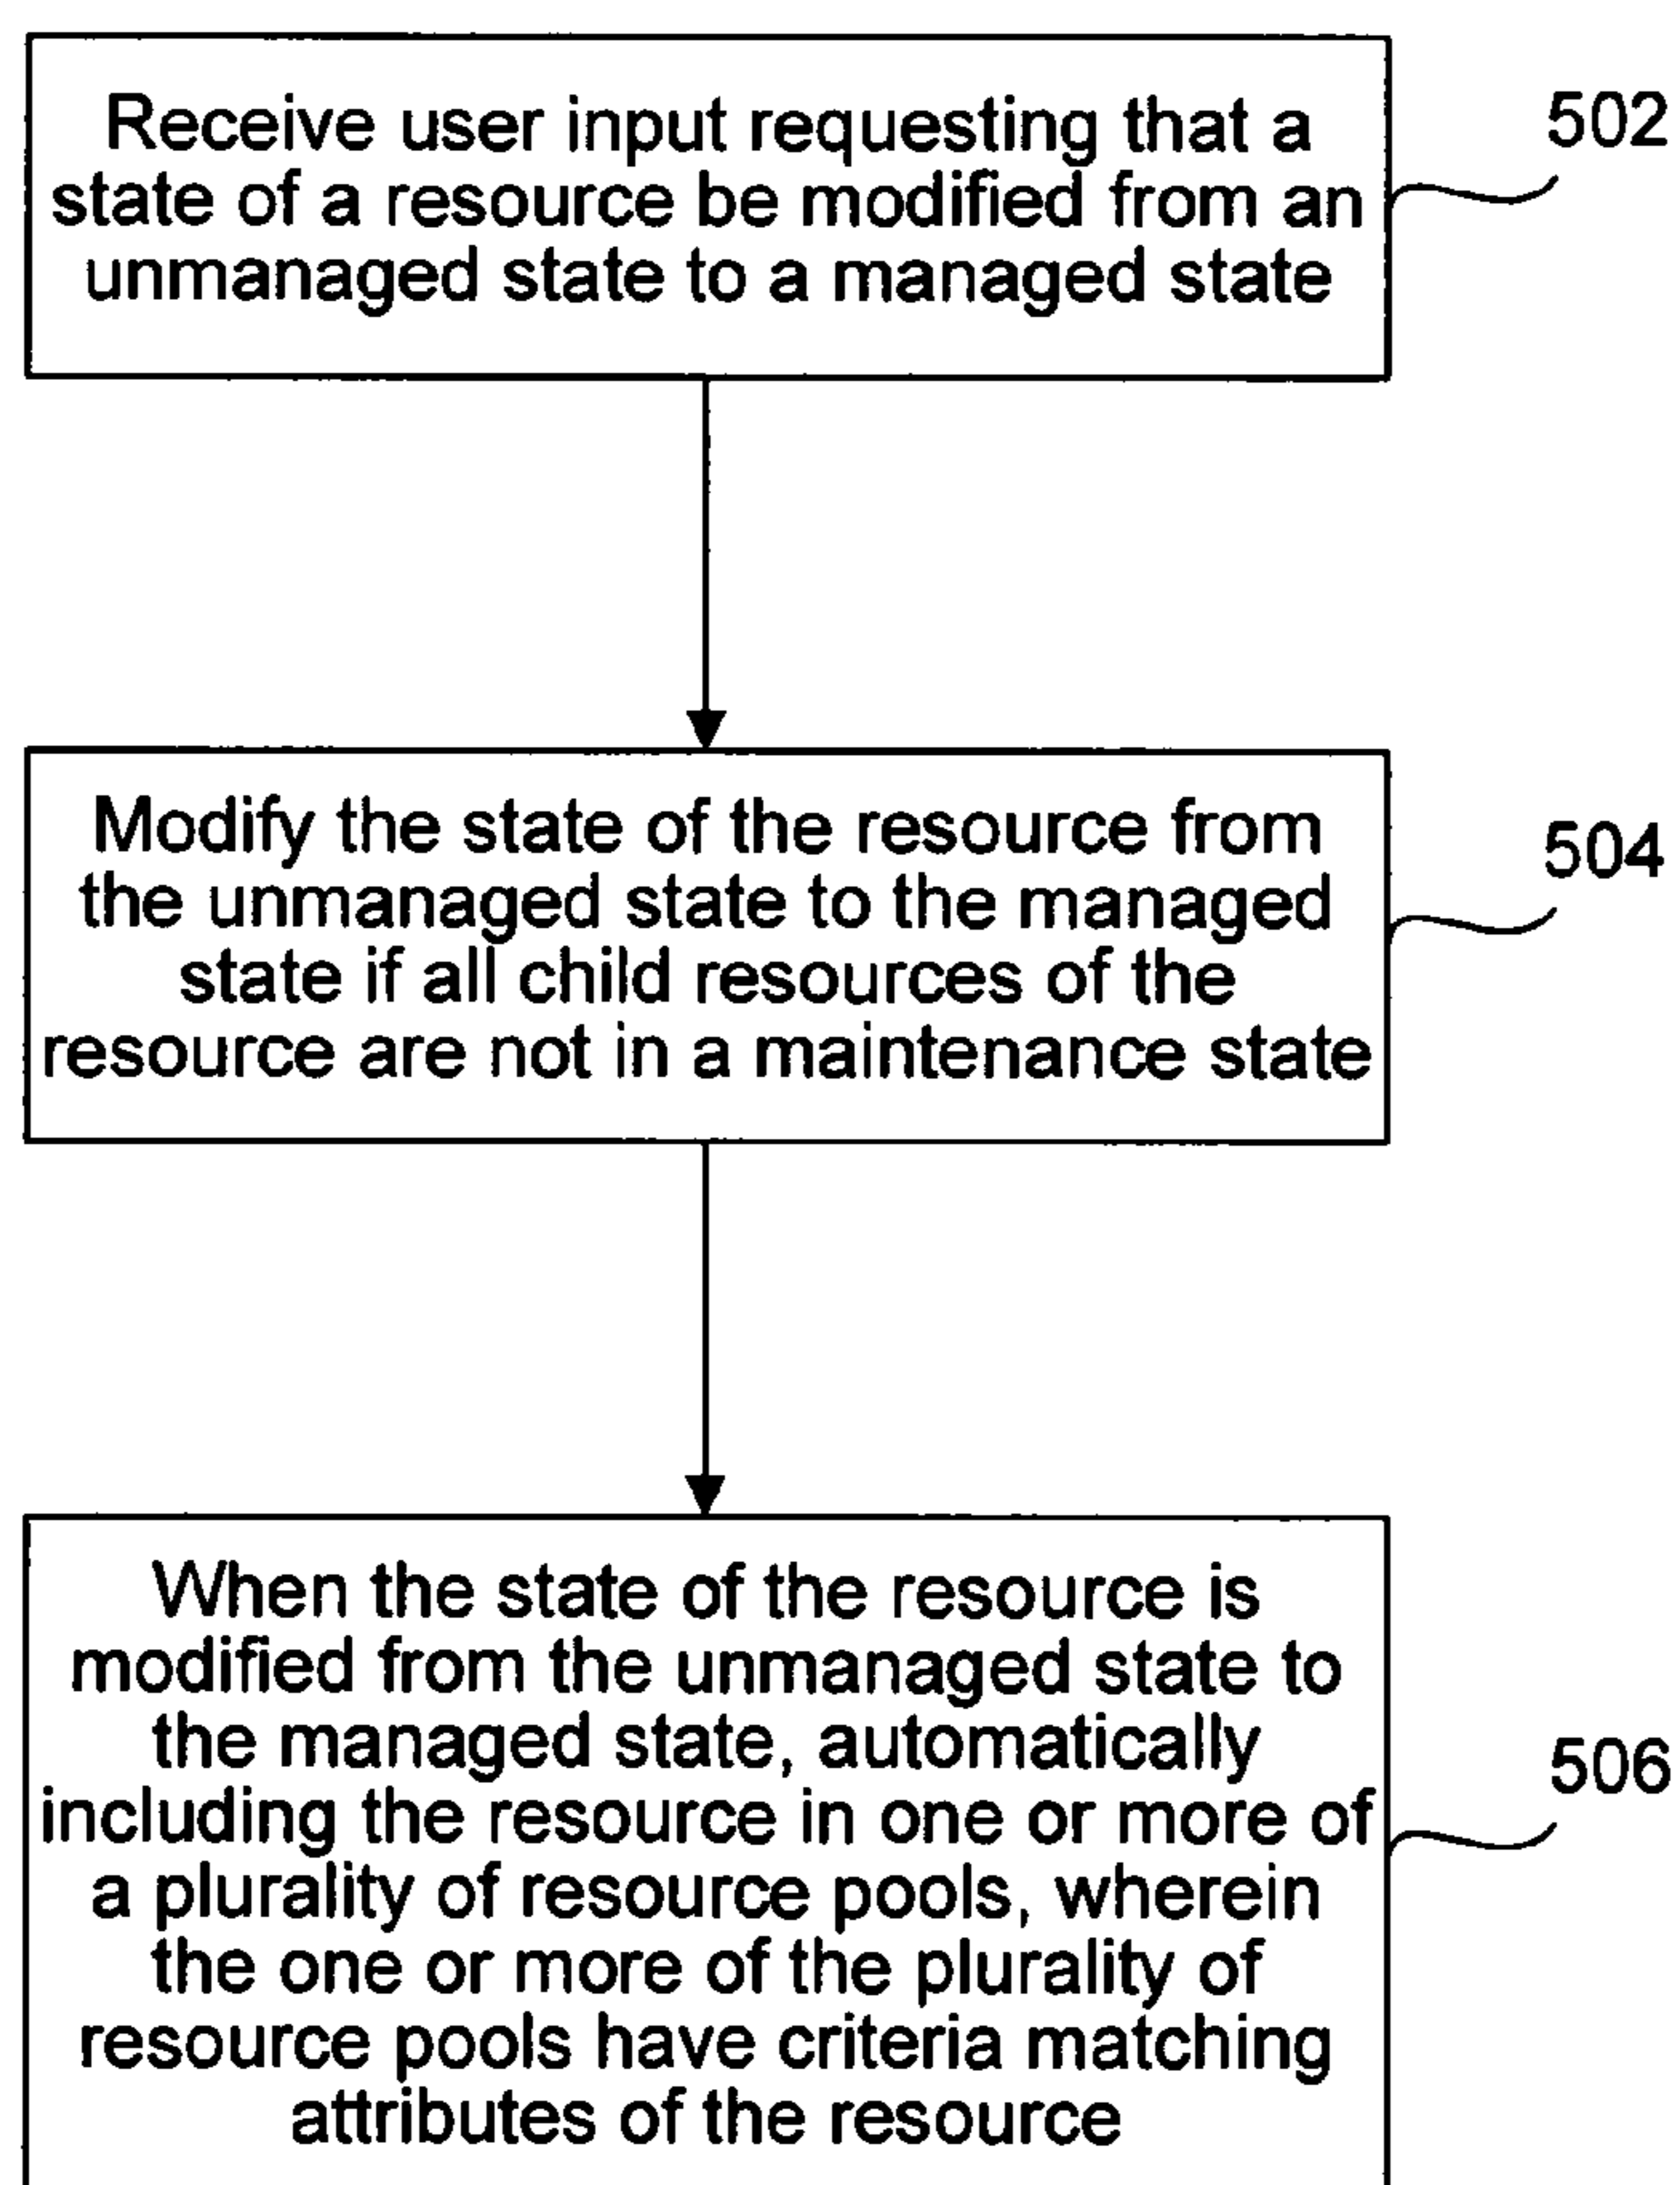 Receive user input requesting that a
state of a resource be modified from an
unmanaged state to a managed state
502
Modify the state of the resource from
the unmanaged state to the managed
state if all child resources of the
resource are not in a maintenance state
504
When the state of the resource is
modified from the unmanaged state to
the managed state, automatically
including the resource in one or more of
a plurality of resource pools, wherein
the one or more of the plurality of
resource pools have criteria matching
attributes of the resource
506